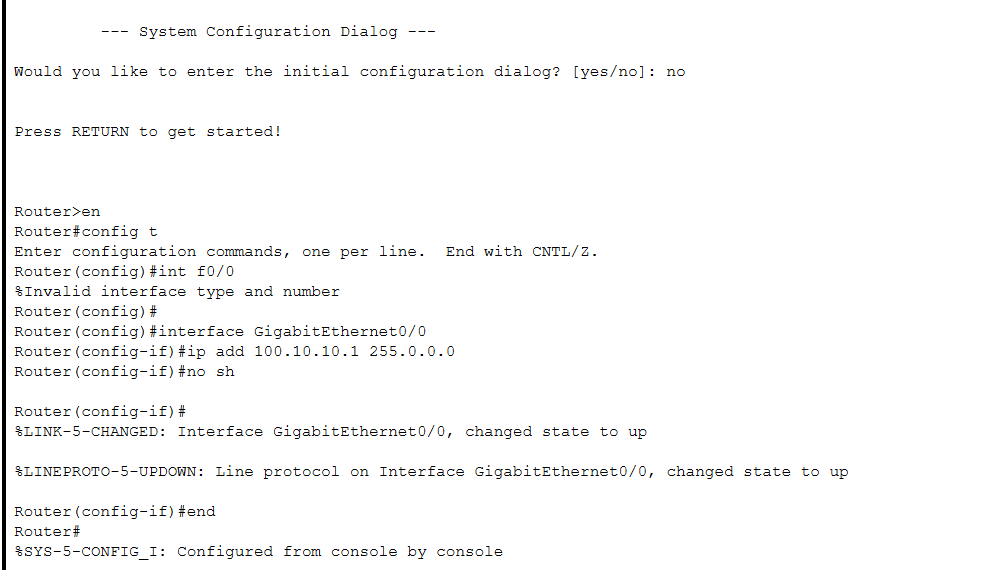 --- System Configuration Dialog ---
Would you like to enter the initial configuration dialog? [yes/no]: no
Press RETURN to get started!
Router>en
Router#config t
Enter configuration commands, one per line.  End with CNTL/Z.
Router(config)#int f0/0
%Invalid interface type and number
Router(config)#
Router(config)#interface GigabitEthernet0/0
Router(config-if)#ip add 100.10.10.1 255.0.0.0
Router(config-if)#no sh
Router(config-if)#
%LINK-5-CHANGED: Interface GigabitEthernet0/0, changed state to up
%LINEPROTO-5-UPDOWN: Line protocol on Interface GigabitEthernet0/0, changed state to up
Router(config-if)#end
Router#
%SYS-5-CONFIG_I: Configured from console by console